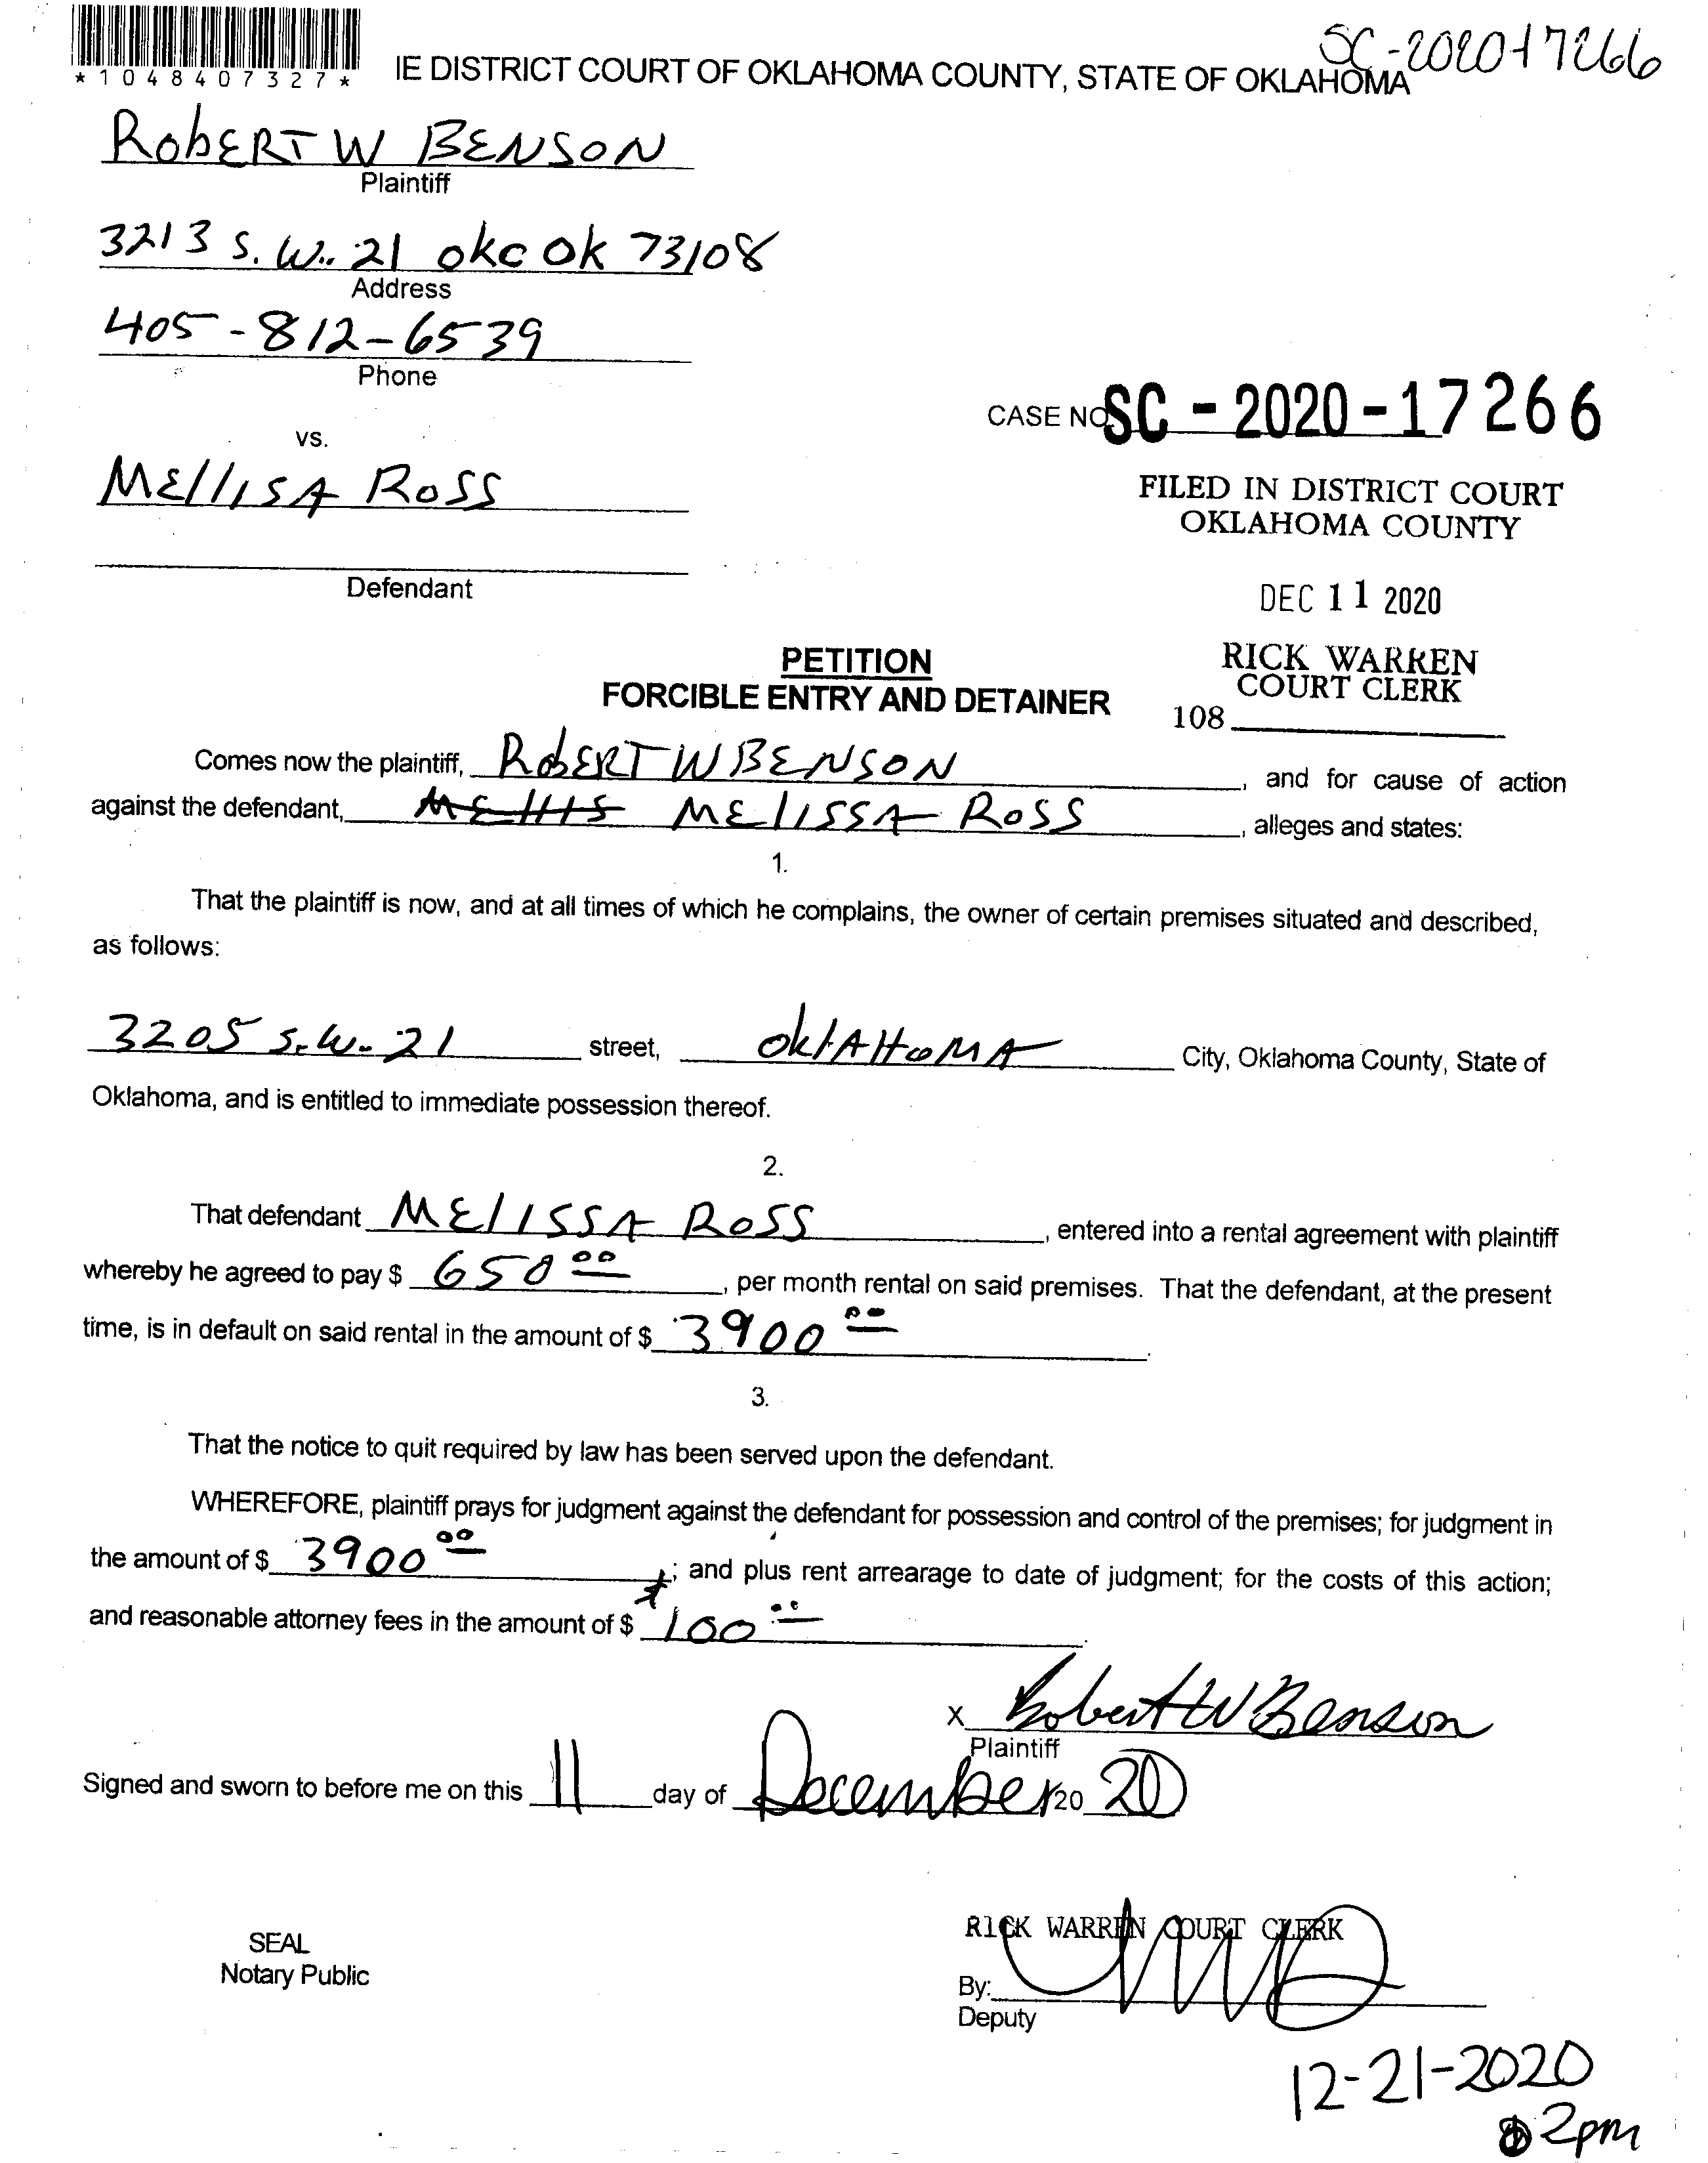 SC-2020-17266
*1048407327*
IE DISTRICT COURT OF OKLAHOMA COUNTY, STATE OF OKLAHOMA
RobERT W BENSON
Plaintiff
3213 S. W. 21 okc ok 73108
Address
405-812-6539
Phone
CASE NO. SC - 2020 - 17266
vs.
MEllisA Ross
FILED IN DISTRICT COURT
OKLAHOMA COUNTY
Defendant
DEC 11 2020
PETITION
FORCIBLE ENTRY AND DETAINER
RICK WARREN
COURT CLERK
108
Comes now the plaintiff, RobERT W BENSON, and for cause of action
against the defendant, MEllis MElissA Ross, alleges and states:
1.
That the plaintiff is now, and at all times of which he complains, the owner of certain premises situated and described,
as follows:
3205 S. W. 21 street, oklAHoMA City, Oklahoma County, State of
Oklahoma, and is entitled to immediate possession thereof.
2.
That defendant MElissA Ross, entered into a rental agreement with plaintiff
whereby he agreed to pay $ 650 00, per month rental on said premises. That the defendant, at the present
time, is in default on said rental in the amount of $ 3900 00.
3.
That the notice to quit required by law has been served upon the defendant.
WHEREFORE, plaintiff prays for judgment against the defendant for possession and control of the premises; for judgment in
the amount of $ 3900 00; and plus rent arrearage to date of judgment; for the costs of this action;
and reasonable attorney fees in the amount of $ 100 00.
X Robert W Benson
Plaintiff
Signed and sworn to before me on this 11 day of December 20 20
RICK WARREN COURT CLERK
SEAL
Notary Public
By:
Deputy
12-21-2020
2pm